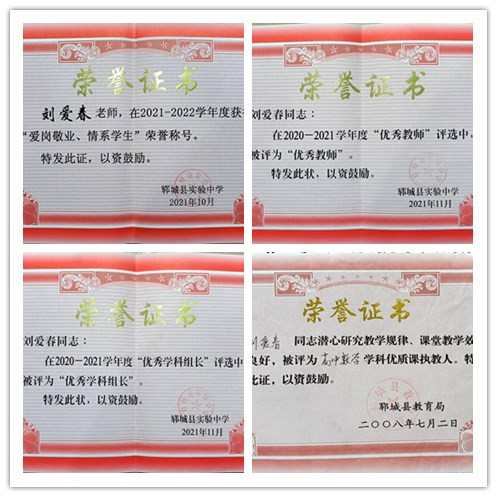 荣誉证书
刘爱春老师，在2021-2022学年度获
“爱岗敬业、情系学生”荣誉称号。
特发此证，以资鼓励。
郓城县实验中学
2021年10月
荣誉证书
刘爱春同志：
在2020-2021学年度“优秀教师”评选中，
被评为“优秀教师”。
特发此状，以资鼓励。
郓城县实验中学
2021年11月
荣誉证书
刘爱春同志：
在2020-2021学年度“优秀学科组长”评选中
被评为“优秀学科组长”。
特发此状，以资鼓励。
郓城县实验中学
2021年11月
荣誉证书
刘爱春 同志潜心研究教学规律、课堂教学效
良好，被评为高中数学学科优质课执教人。特
此证，以资鼓励。
郓城县教育局
二〇〇八年七月二日